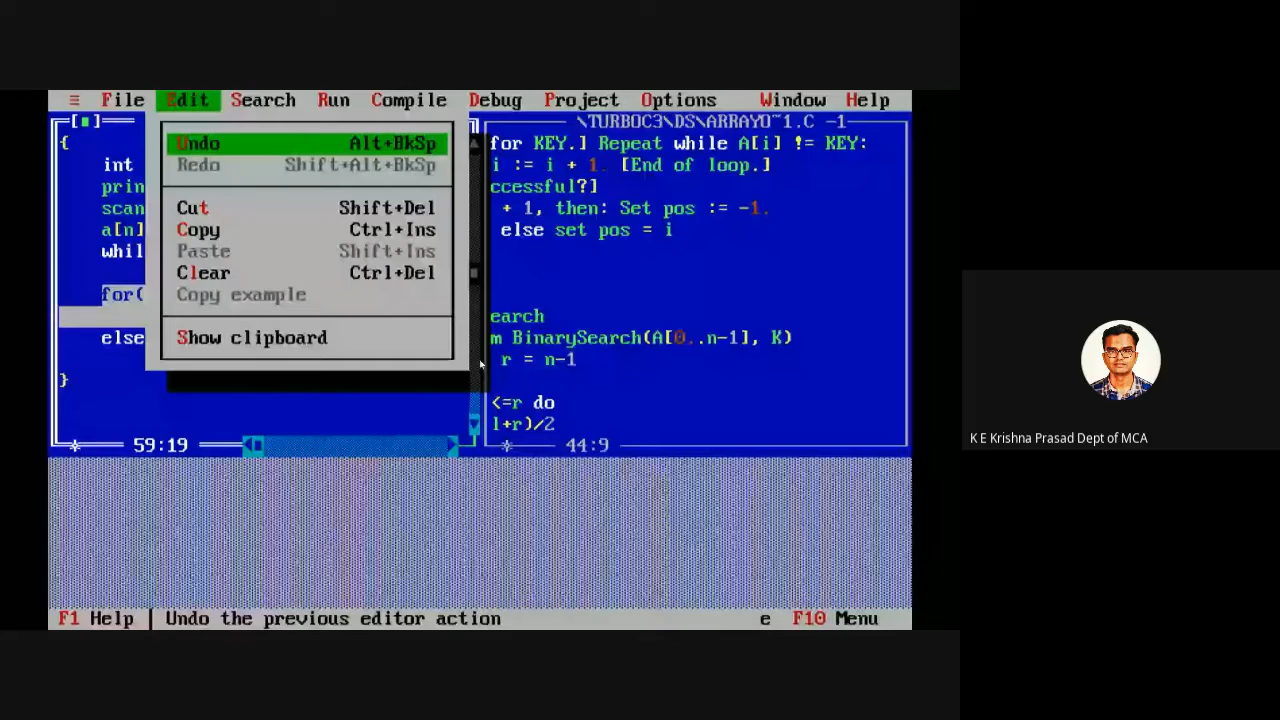 ≡ File Edit Search Run Compile Debug Project Options Window Help
\TURBOC3\DS\ARRAYO~1.C
1
{
int
prin
scan
a[n]
whil
for(
else
}
59:19
Undo Alt+BkSp
Redo Shift+Alt+BkSp
Cut Shift+Del
Copy Ctrl+Ins
Paste Shift+Ins
Clear Ctrl+Del
Copy example
Show clipboard
for KEY.] Repeat while A[i] != KEY:
i := i + 1. [End of loop.]
ccessful?]
+ 1, then: Set pos := -1.
else set pos = i
earch
m BinarySearch(A[0..n-1], K)
r = n-1
<=r do
l+r)/2
44:9
F1 Help | Undo the previous editor action e F10 Menu
K E Krishna Prasad Dept of MCA